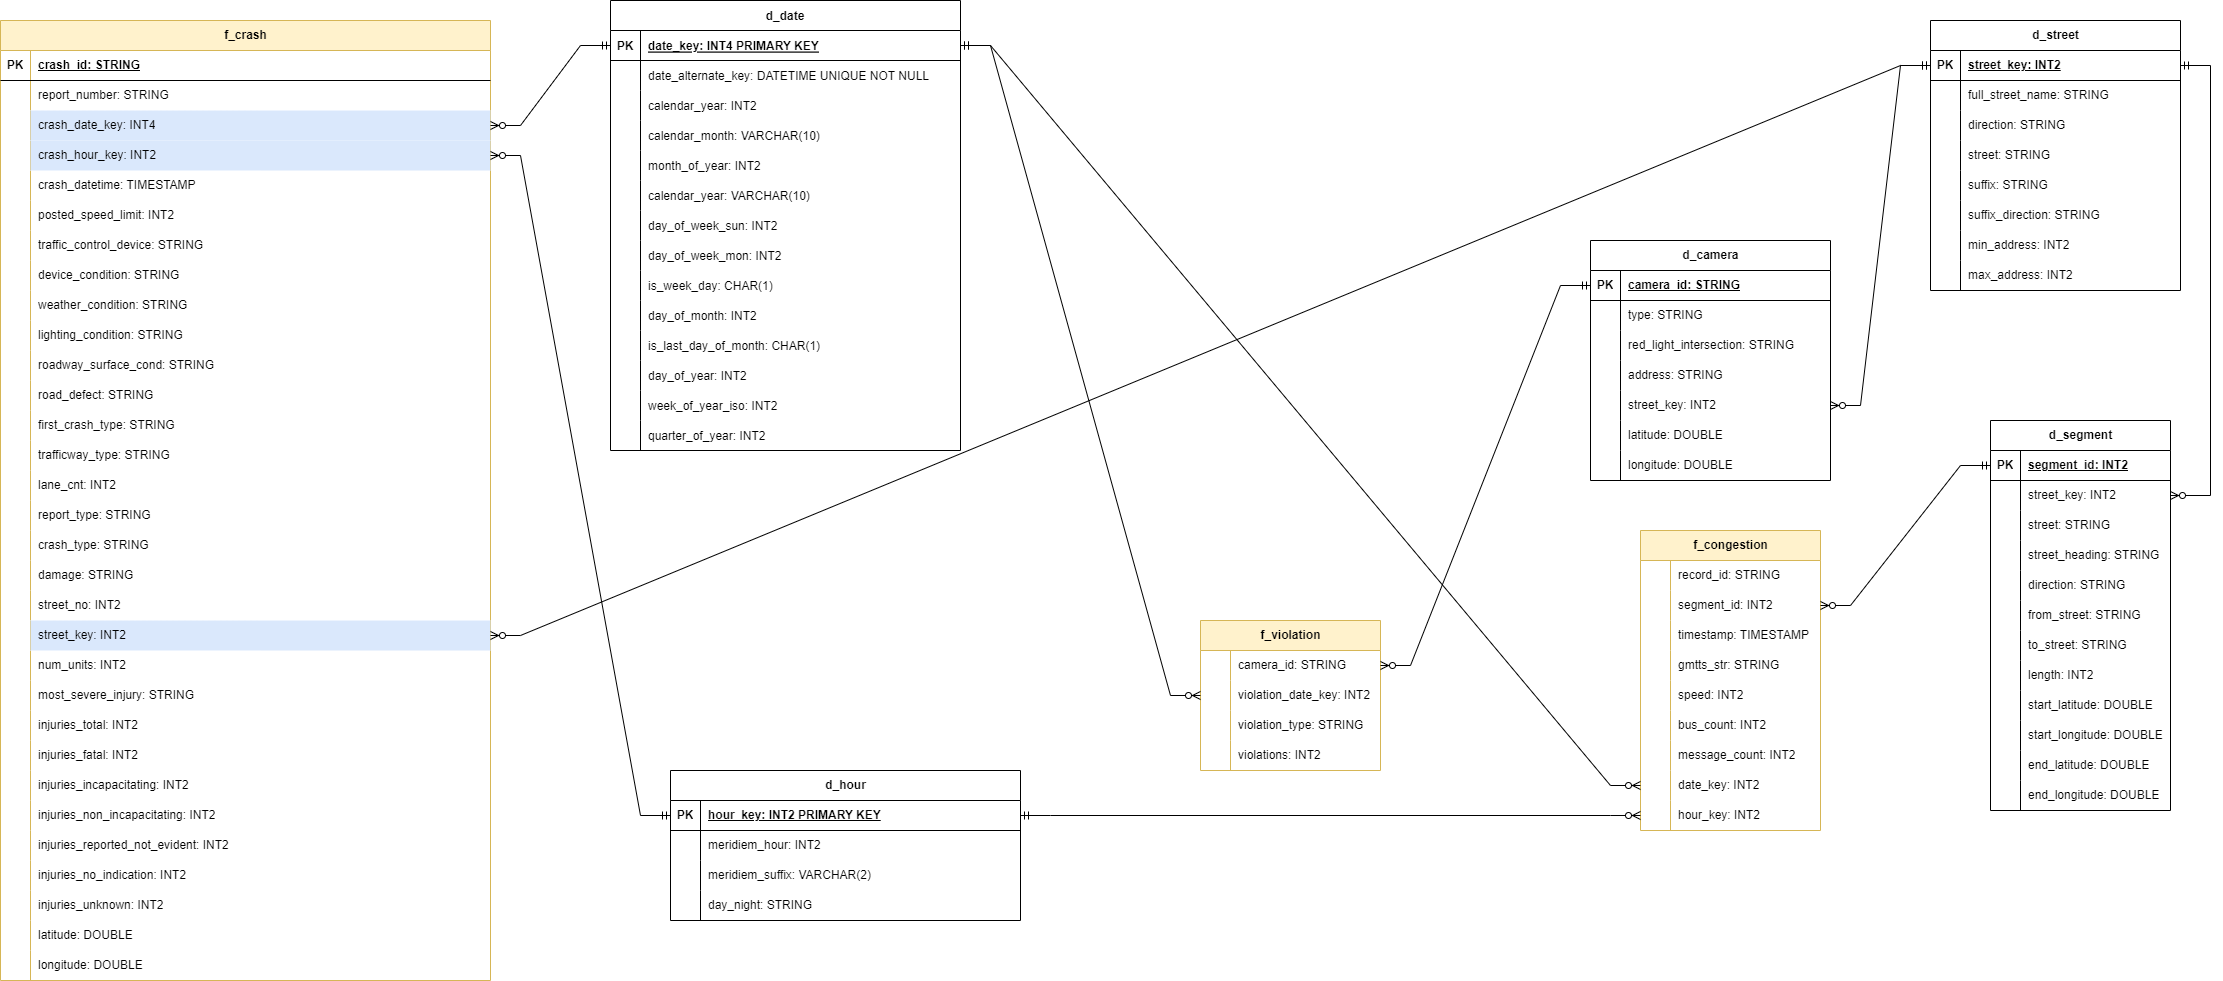 f_crash
PK crash_id: STRING
report_number: STRING
crash_date_key: INT4
crash_hour_key: INT2
crash_datetime: TIMESTAMP
posted_speed_limit: INT2
traffic_control_device: STRING
device_condition: STRING
weather_condition: STRING
lighting_condition: STRING
roadway_surface_cond: STRING
road_defect: STRING
first_crash_type: STRING
trafficway_type: STRING
lane_cnt: INT2
report_type: STRING
crash_type: STRING
damage: STRING
street_no: INT2
street_key: INT2
num_units: INT2
most_severe_injury: STRING
injuries_total: INT2
injuries_fatal: INT2
injuries_incapacitating: INT2
injuries_non_incapacitating: INT2
injuries_reported_not_evident: INT2
injuries_no_indication: INT2
injuries_unknown: INT2
latitude: DOUBLE
longitude: DOUBLE
d_date
PK date_key: INT4 PRIMARY KEY
date_alternate_key: DATETIME UNIQUE NOT NULL
calendar_year: INT2
calendar_month: VARCHAR(10)
month_of_year: INT2
calendar_year: VARCHAR(10)
day_of_week_sun: INT2
day_of_week_mon: INT2
is_week_day: CHAR(1)
day_of_month: INT2
is_last_day_of_month: CHAR(1)
day_of_year: INT2
week_of_year_iso: INT2
quarter_of_year: INT2
d_hour
PK hour_key: INT2 PRIMARY KEY
meridiem_hour: INT2
meridiem_suffix: VARCHAR(2)
day_night: STRING
f_violation
camera_id: STRING
violation_date_key: INT2
violation_type: STRING
violations: INT2
d_camera
PK camera_id: STRING
type: STRING
red_light_intersection: STRING
address: STRING
street_key: INT2
latitude: DOUBLE
longitude: DOUBLE
f_congestion
record_id: STRING
segment_id: INT2
timestamp: TIMESTAMP
gmtts_str: STRING
speed: INT2
bus_count: INT2
message_count: INT2
date_key: INT2
hour_key: INT2
d_street
PK street_key: INT2
full_street_name: STRING
direction: STRING
street: STRING
suffix: STRING
suffix_direction: STRING
min_address: INT2
max_address: INT2
d_segment
PK segment_id: INT2
street_key: INT2
street: STRING
street_heading: STRING
direction: STRING
from_street: STRING
to_street: STRING
length: INT2
start_latitude: DOUBLE
start_longitude: DOUBLE
end_latitude: DOUBLE
end_longitude: DOUBLE